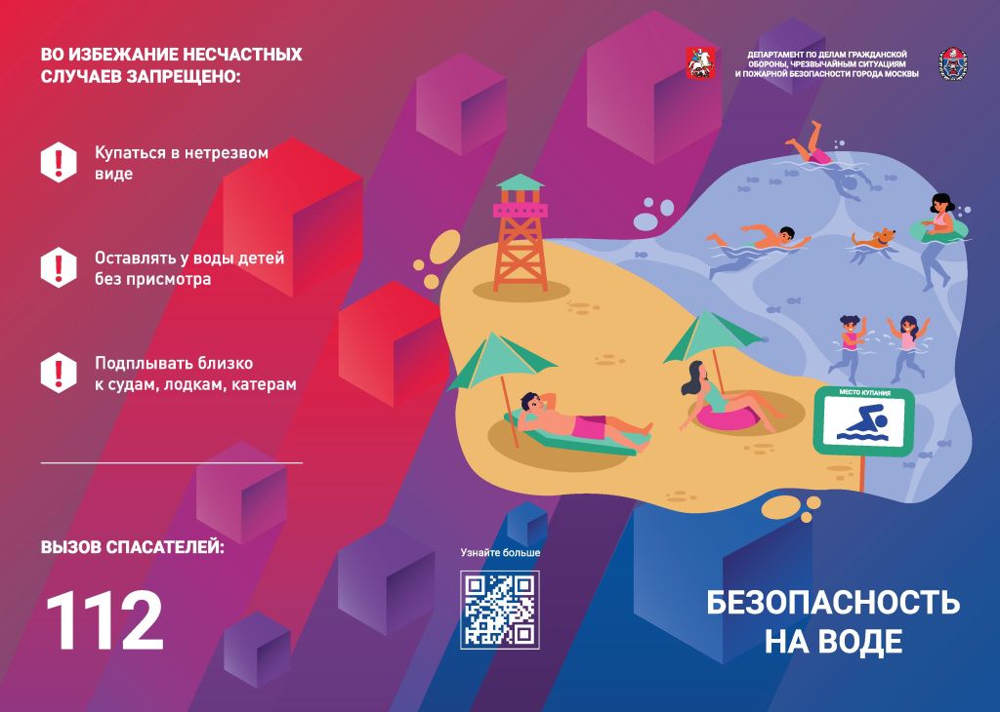 ВО ИЗБЕЖАНИЕ НЕСЧАСТНЫХ
СЛУЧАЕВ ЗАПРЕЩЕНО:
Купаться в нетрезвом
виде
Оставлять у воды детей
без присмотра
Подплывать близко
к судам, лодкам, катерам
ВЫЗОВ СПАСАТЕЛЕЙ:
112
ДЕПАРТАМЕНТ ПО ДЕЛАМ ГРАЖДАНСКОЙ
ОБОРОНЫ, ЧРЕЗВЫЧАЙНЫМ СИТУАЦИЯМ
И ПОЖАРНОЙ БЕЗОПАСНОСТИ ГОРОДА МОСКВЫ
МЕСТО КУПАНИЯ
Узнайте больше
БЕЗОПАСНОСТЬ
НА ВОДЕ